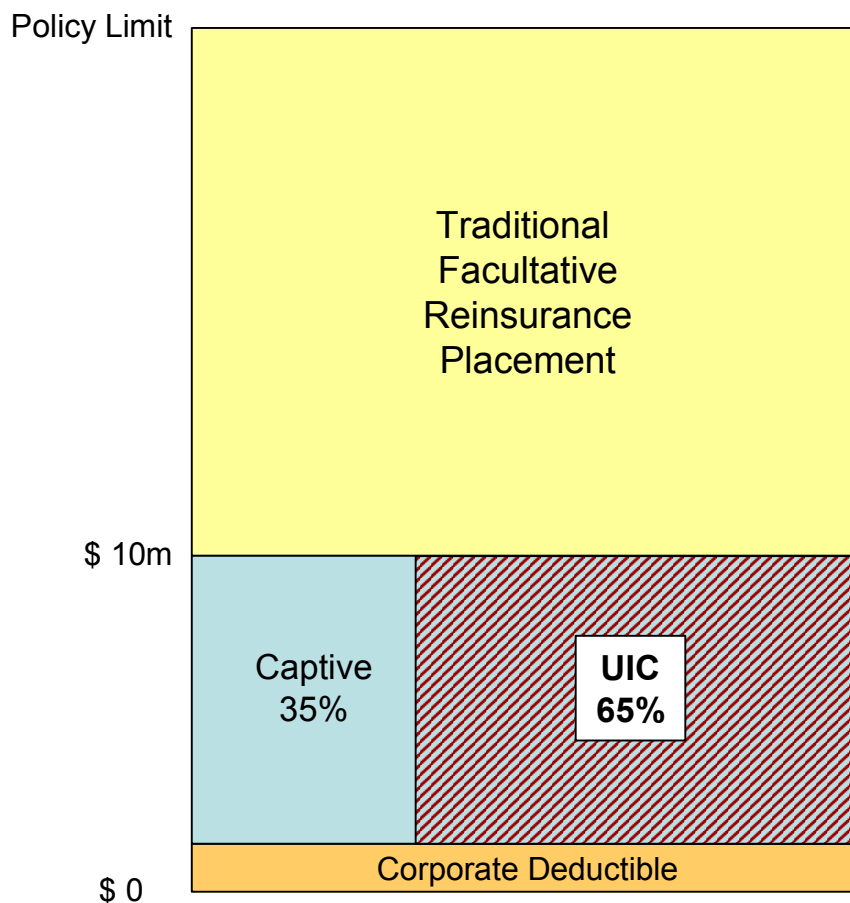 Policy Limit
Traditional
Facultative
Reinsurance
Placement
$ 10m
Captive
35%
UIC
65%
Corporate Deductible
$ 0